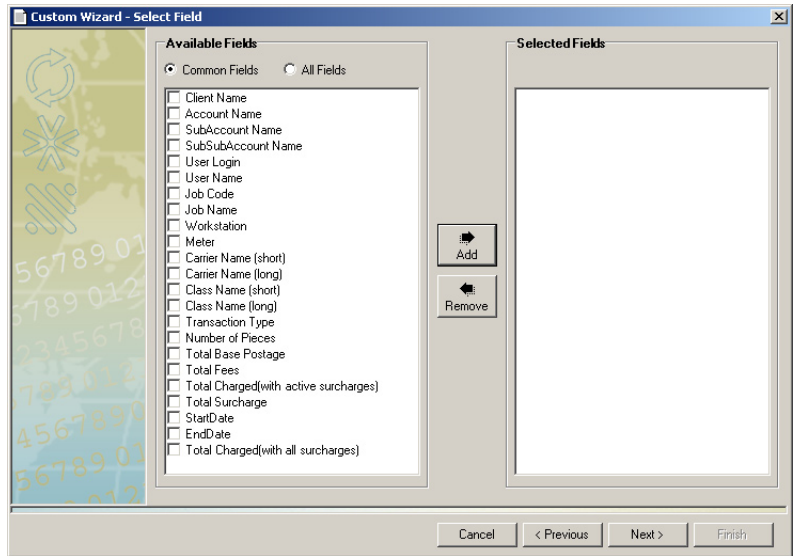 Custom Wizard - Select Field
Available Fields
Common Fields
All Fields
Client Name
Account Name
SubAccount Name
SubSubAccount Name
User Login
User Name
Job Code
Job Name
Workstation
Meter
Carrier Name (short)
Carrier Name (long)
Class Name (short)
Class Name (long)
Transaction Type
Number of Pieces
Total Base Postage
Total Fees
Total Charged(with active surcharges)
Total Surcharge
StartDate
EndDate
Total Charged(with all surcharges)
Add
Remove
Selected Fields
Cancel
< Previous
Next >
Finish